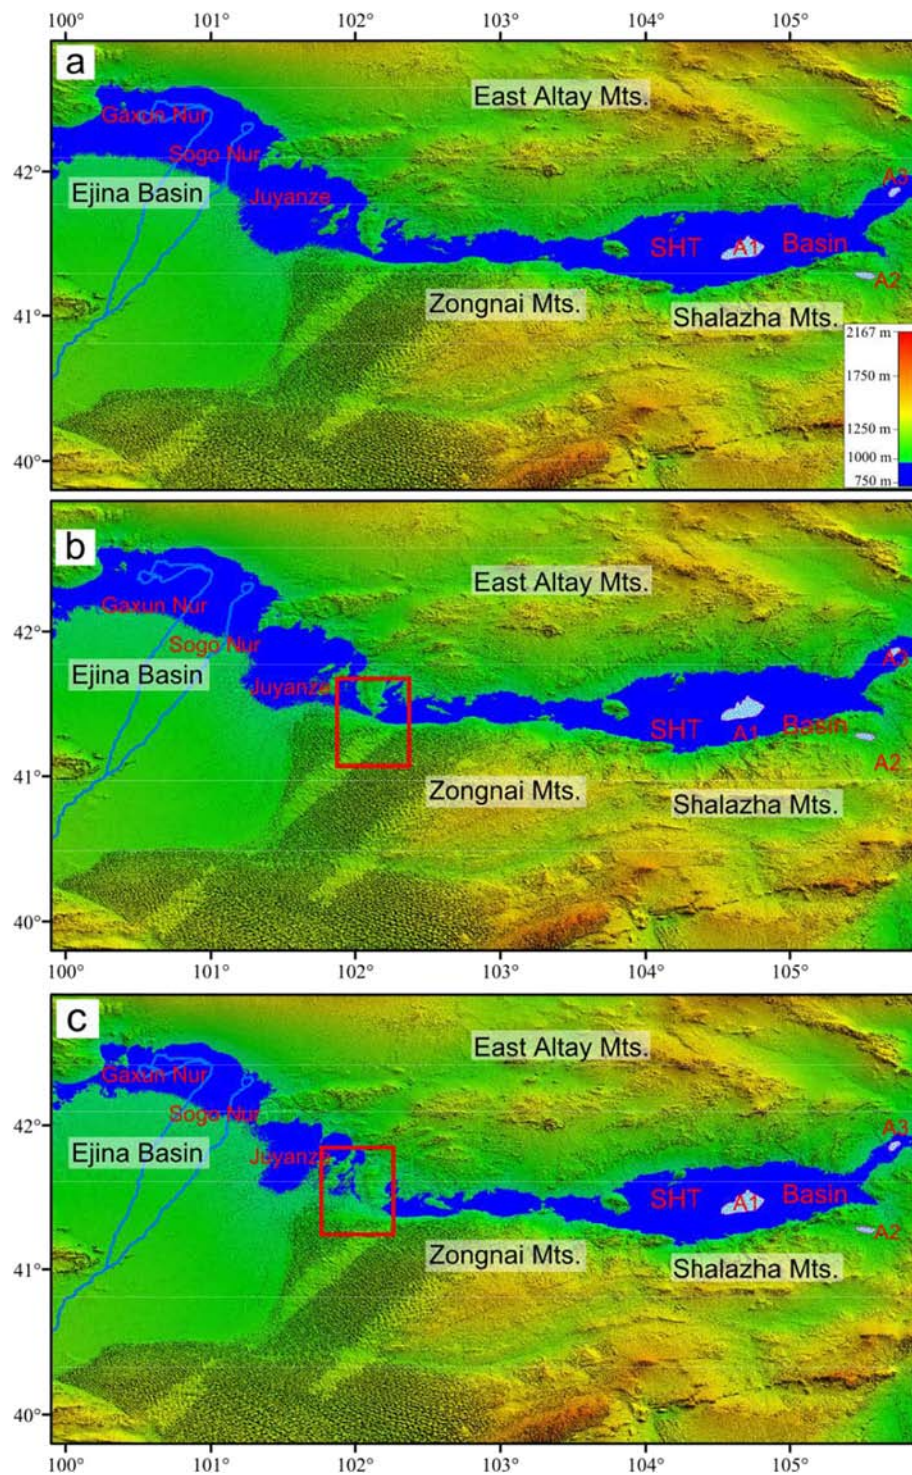 100° 101° 102° 103° 104° 105°
a
East Altay Mts.
Gaxun Nur
Sogo Nur
42°
A3
Ejina Basin
Juyanze
SHT A1 Basin
A2
Zongnai Mts.
41°
Shalazha Mts.
2167 m
1750 m
1250 m
1000 m
750 m
40°
b
East Altay Mts.
Gaxun Nur
42°
Sogo Nur
A3
Ejina Basin
Juyanze
SHT A1 Basin
A2
41°
Zongnai Mts.
Shalazha Mts.
40°
100° 101° 102° 103° 104° 105°
c
East Altay Mts.
Gaxun Nur
Sogo Nur
42°
A3
Ejina Basin
Juyanze
SHT A1 Basin
A2
Zongnai Mts.
41°
Shalazha Mts.
40°
100° 101° 102° 103° 104° 105°